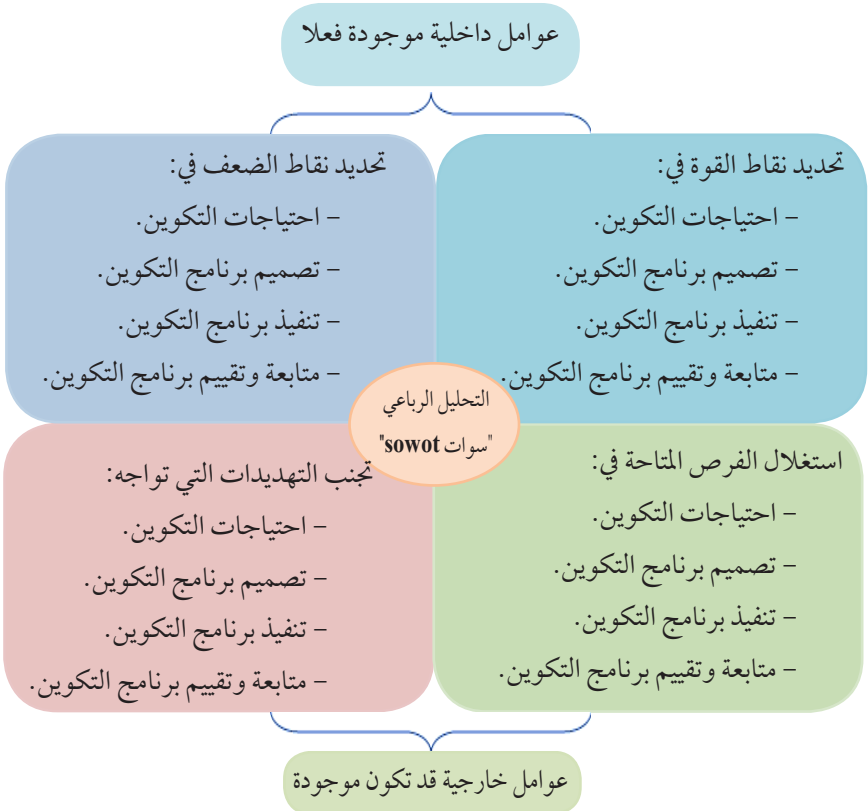 عوامل داخلية موجودة فعلا
تحديد نقاط القوة في:
– احتياجات التكوين.
– تصميم برنامج التكوين.
– تنفيذ برنامج التكوين.
– متابعة وتقييم برنامج التكوين.
تحديد نقاط الضعف في:
– احتياجات التكوين.
– تصميم برنامج التكوين.
– تنفيذ برنامج التكوين.
– متابعة وتقييم برنامج التكوين.
التحليل الرباعي
"سوات sowot"
استغلال الفرص المتاحة في:
– احتياجات التكوين.
– تصميم برنامج التكوين.
– تنفيذ برنامج التكوين.
– متابعة وتقييم برنامج التكوين.
تجنب التهديدات التي تواجه:
– احتياجات التكوين.
– تصميم برنامج التكوين.
– تنفيذ برنامج التكوين.
– متابعة وتقييم برنامج التكوين.
عوامل خارجية قد تكون موجودة